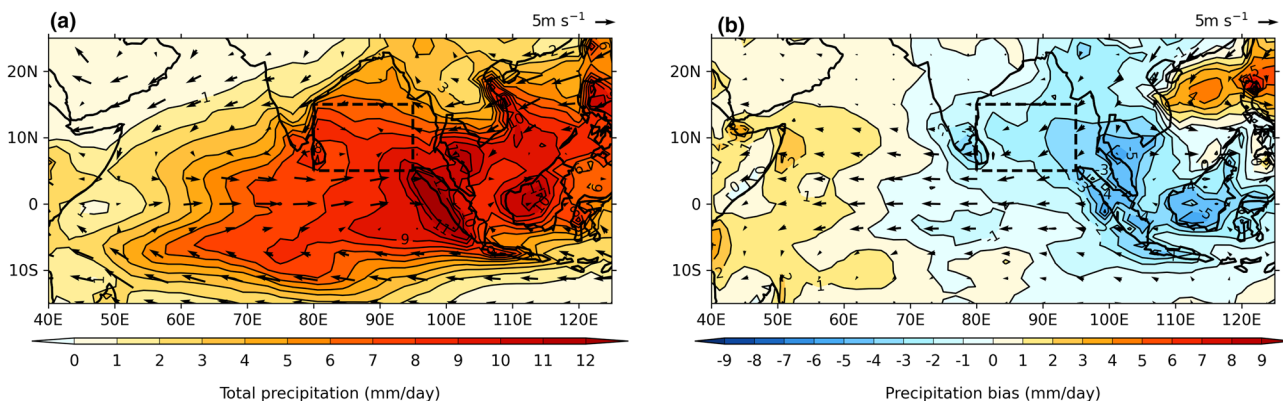 (a)
5m s⁻¹
(b)
5m s⁻¹
20N
10N
0
10S
40E 50E 60E 70E 80E 90E 100E 110E 120E
0 1 2 3 4 5 6 7 8 9 10 11 12
Total precipitation (mm/day)
20N
10N
0
10S
40E 50E 60E 70E 80E 90E 100E 110E 120E
-9 -8 -7 -6 -5 -4 -3 -2 -1 0 1 2 3 4 5 6 7 8 9
Precipitation bias (mm/day)